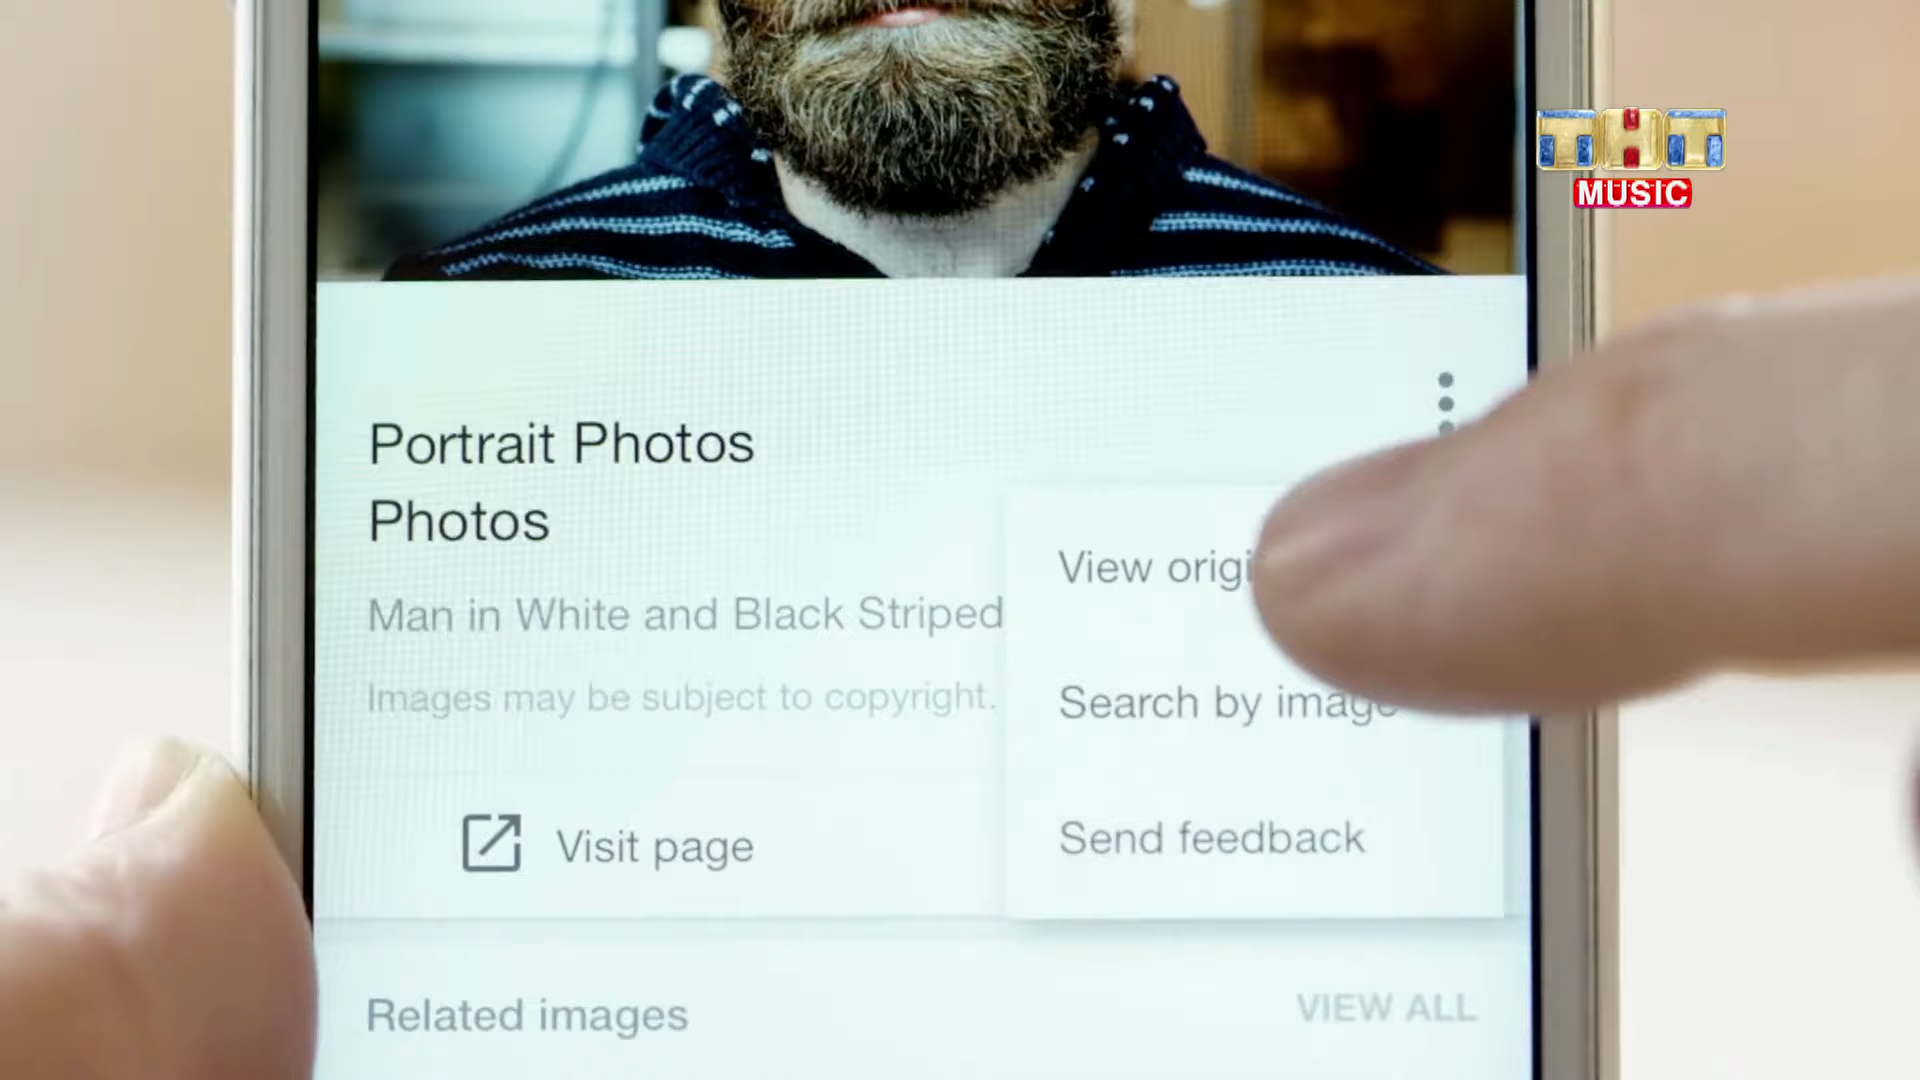 ТНТ
MUSIC
Portrait Photos
Photos
Man in White and Black Striped
Images may be subject to copyright.
View origi
Search by image
Send feedback
Visit page
Related images
VIEW ALL